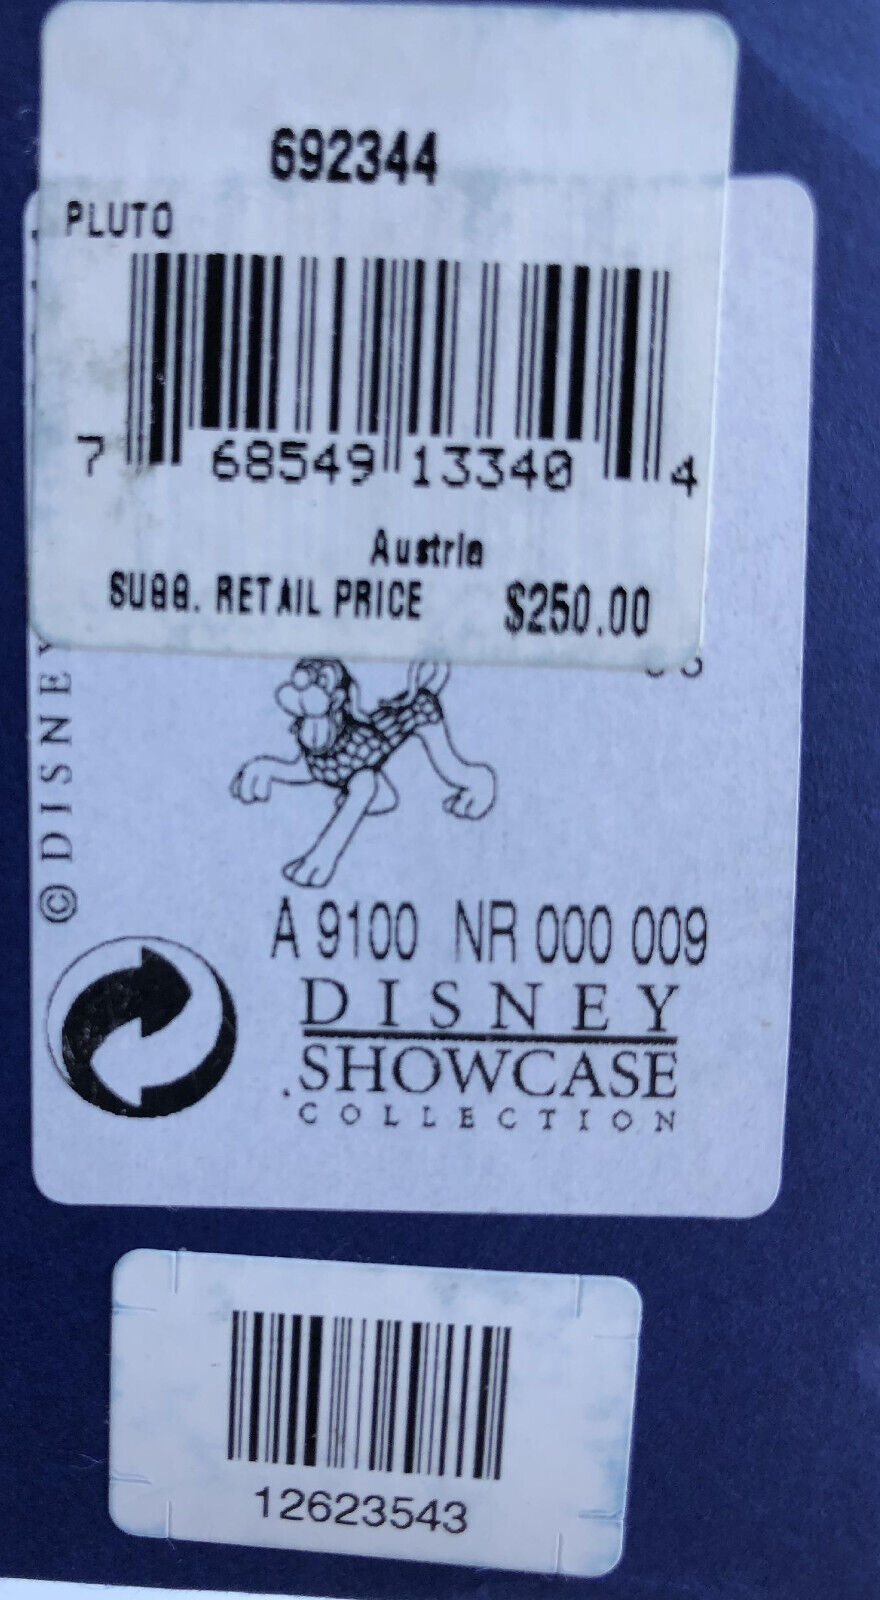 692344
PLUTO
7 68549 13340 4
Austria
SUGG. RETAIL PRICE $250.00
© DISNEY
A 9100 NR 000 009
DISNEY
SHOWCASE
COLLECTION
12623543